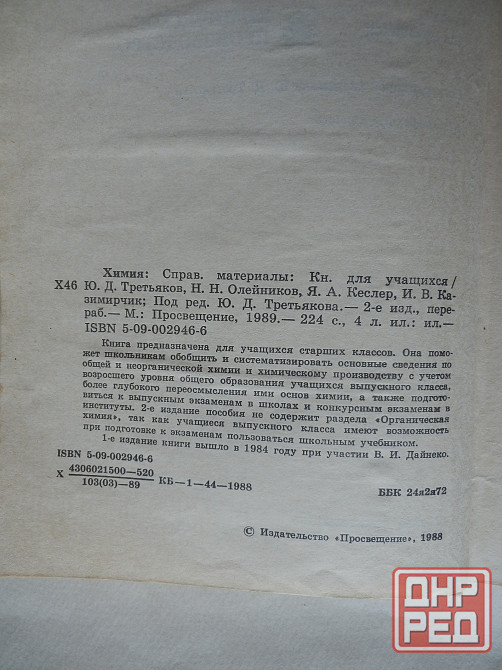 Химия: Справ. материалы: Кн. для учащихся/
Х46 Ю. Д. Третьяков, Н. Н. Олейников, Я. А. Кеслер, И. В. Ка-
зимирчик; Под ред. Ю. Д. Третьякова.— 2-е изд., пере-
раб.— М.: Просвещение, 1989.— 224 с., 4 л. ил.: ил.—
ISBN 5-09-002946-6
Книга предназначена для учащихся старших классов. Она помо-
жет школьникам обобщить и систематизировать основные сведения по
общей и неорганической химии и химическому производству с учетом
возросшего уровня общего образования учащихся выпускного класса,
более глубокого переосмысления ими основ химии, а также подгото-
виться к выпускным экзаменам в школах и конкурсным экзаменам в
институты. 2-е издание пособия не содержит раздела «Органическая
химия», так как учащиеся выпускного класса имеют возможность
при подготовке к экзаменам пользоваться школьным учебником.
1-е издание книги вышло в 1984 году при участии В. И. Дайнеко.
ISBN 5-09-002946-6
Х 4306021500—520
103(03)—89 КБ—1—44—1988
ББК 24я2я72
© Издательство «Просвещение», 1988
ДНР
РЕД